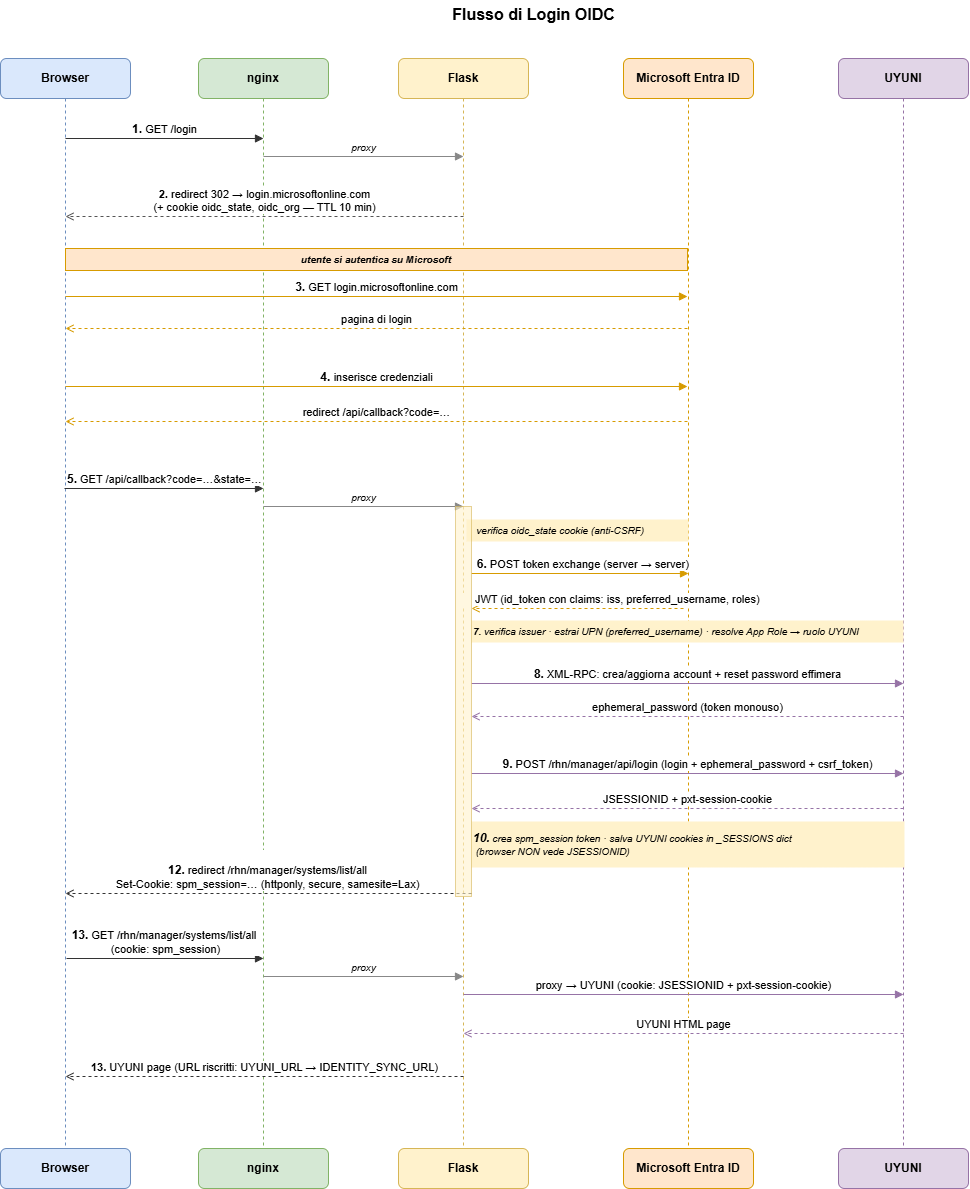 Flusso di Login OIDC
Browser
nginx
Flask
Microsoft Entra ID
UYUNI
1. GET /login
proxy
2. redirect 302 → login.microsoftonline.com
(+ cookie oidc_state, oidc_org — TTL 10 min)
utente si autentica su Microsoft
3. GET login.microsoftonline.com
pagina di login
4. inserisce credenziali
redirect /api/callback?code=...
5. GET /api/callback?code=...&state=...
proxy
verifica oidc_state cookie (anti-CSRF)
6. POST token exchange (server → server)
JWT (id_token con claims: iss, preferred_username, roles)
7. verifica issuer · estrai UPN (preferred_username) · resolve App Role → ruolo UYUNI
8. XML-RPC: crea/aggiorna account + reset password effimera
ephemeral_password (token monouso)
9. POST /rhn/manager/api/login (login + ephemeral_password + csrf_token)
JSESSIONID + pxt-session-cookie
10. crea spm_session token · salva UYUNI cookies in _SESSIONS dict
(browser NON vede JSESSIONID)
12. redirect /rhn/manager/systems/list/all
Set-Cookie: spm_session=... (httponly, secure, samesite=Lax)
13. GET /rhn/manager/systems/list/all
(cookie: spm_session)
proxy
proxy → UYUNI (cookie: JSESSIONID + pxt-session-cookie)
UYUNI HTML page
13. UYUNI page (URL riscritti: UYUNI_URL → IDENTITY_SYNC_URL)
Browser
nginx
Flask
Microsoft Entra ID
UYUNI